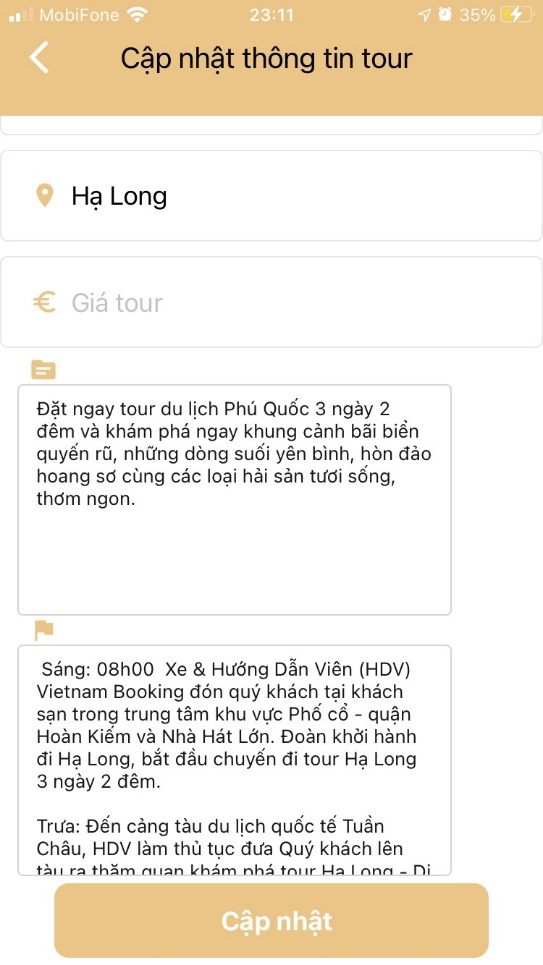 MobiFone
23:11
35%
Cập nhật thông tin tour
Hạ Long
Giá tour
Đặt ngay tour du lịch Phú Quốc 3 ngày 2
đêm và khám phá ngay khung cảnh bãi biển
quyến rũ, những dòng suối yên bình, hòn đảo
hoang sơ cùng các loại hải sản tươi sống,
thơm ngon.
Sáng: 08h00  Xe & Hướng Dẫn Viên (HDV)
Vietnam Booking đón quý khách tại khách
sạn trong trung tâm khu vực Phố cổ - quận
Hoàn Kiếm và Nhà Hát Lớn. Đoàn khởi hành
đi Hạ Long, bắt đầu chuyến đi tour Hạ Long
3 ngày 2 đêm.
Trưa: Đến cảng tàu du lịch quốc tế Tuần
Châu, HDV làm thủ tục đưa Quý khách lên
tàu ra thăm quan khám phá tour Hạ Long - Di
Cập nhật